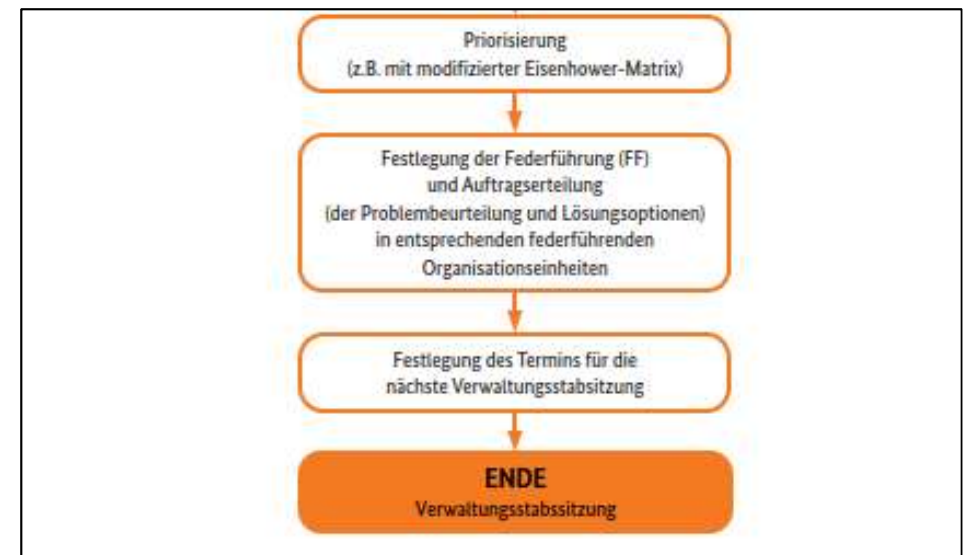 Priorisierung
(z.B. mit modifizierter Eisenhower-Matrix)
Festlegung der Federführung (FF)
und Auftragserteilung
(der Problembeurteilung und Lösungsoptionen)
in entsprechenden federführenden
Organisationseinheiten
Festlegung des Termins für die
nächste Verwaltungsstabsitzung
ENDE
Verwaltungsstabssitzung